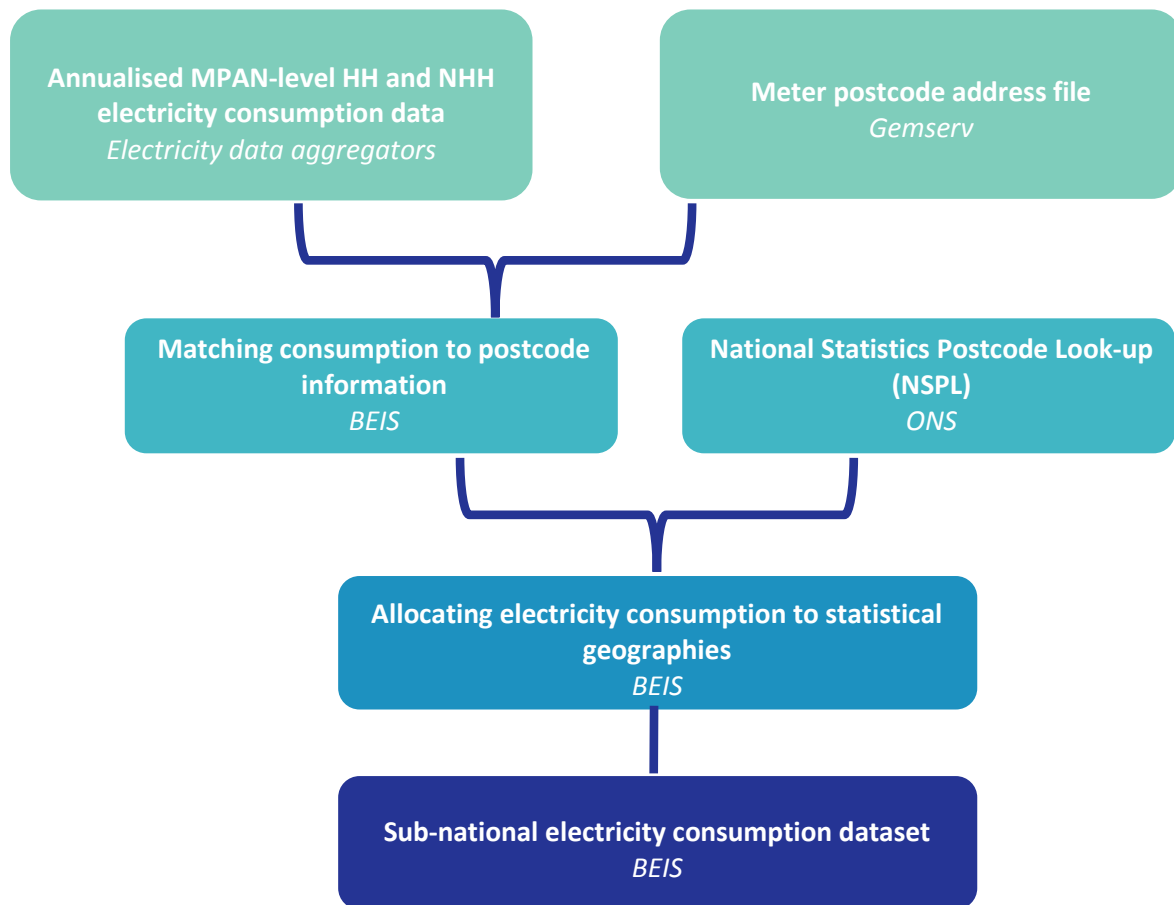 Annualised MPAN-level HH and NHH
electricity consumption data
Electricity data aggregators
Meter postcode address file
Gemserv
Matching consumption to postcode
information
BEIS
National Statistics Postcode Look-up
(NSPL)
ONS
Allocating electricity consumption to statistical
geographies
BEIS
Sub-national electricity consumption dataset
BEIS